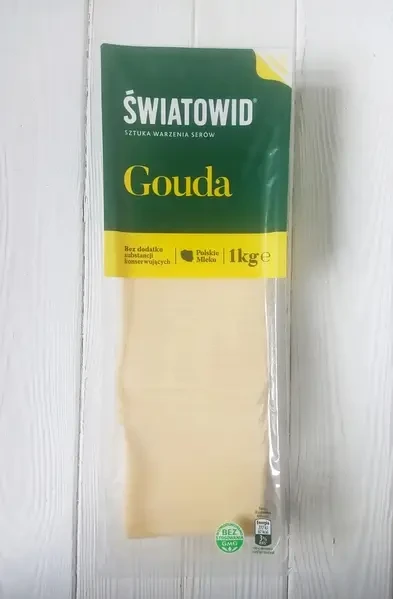 ŚWIATOWID®
SZTUKA WARZENIA SERÓW
Gouda
Bez dodatku
substancji
konserwujących
Polskie
Mleko
1kg e
BEZ
GMO